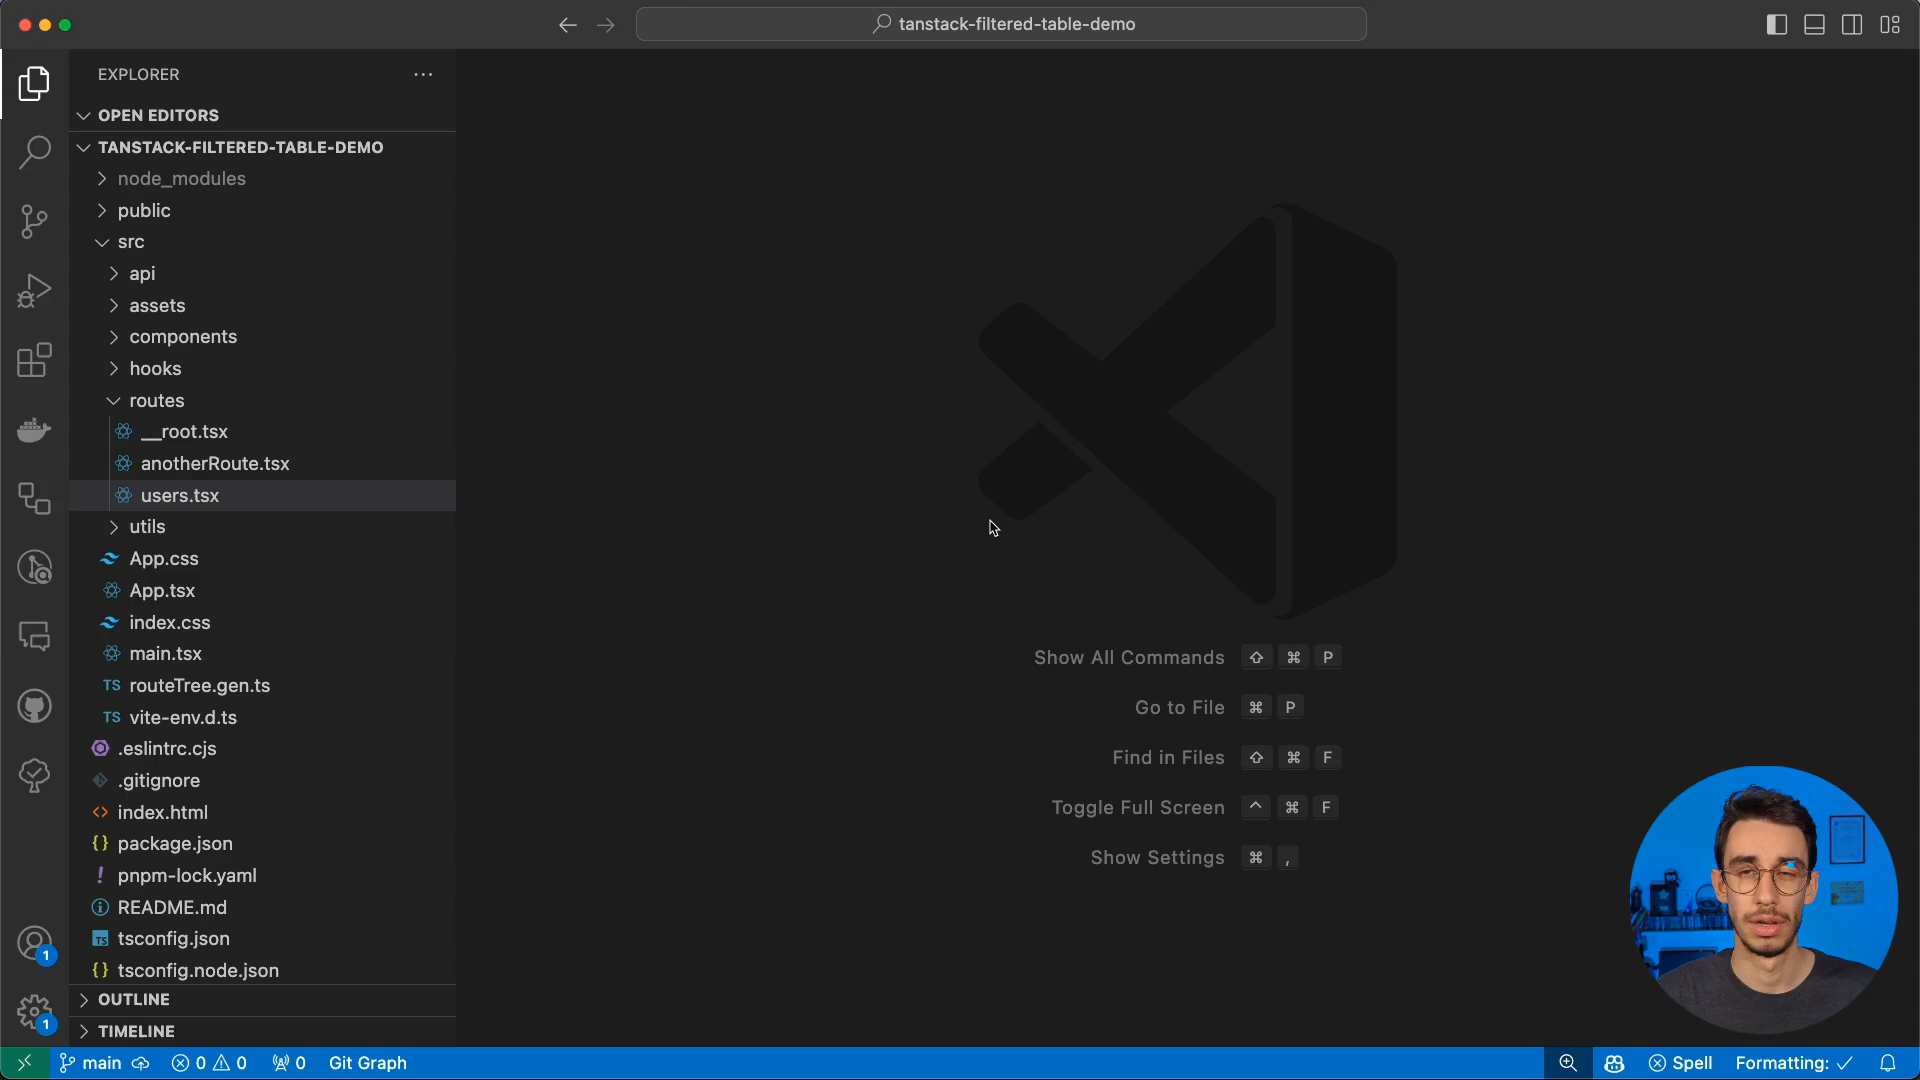 tanstack-filtered-table-demo
EXPLORER
OPEN EDITORS
TANSTACK-FILTERED-TABLE-DEMO
node_modules
public
src
api
assets
components
hooks
routes
__root.tsx
anotherRoute.tsx
users.tsx
utils
App.css
App.tsx
index.css
main.tsx
TS routeTree.gen.ts
TS vite-env.d.ts
.eslintrc.cjs
.gitignore
<> index.html
{} package.json
! pnpm-lock.yaml
README.md
TS tsconfig.json
{} tsconfig.node.json
OUTLINE
TIMELINE
1
1
Show All Commands ⇧ ⌘ P
Go to File ⌘ P
Find in Files ⇧ ⌘ F
Toggle Full Screen ^ ⌘ F
Show Settings ⌘ ,
main 0 0 0 Git Graph Spell Formatting: ✓